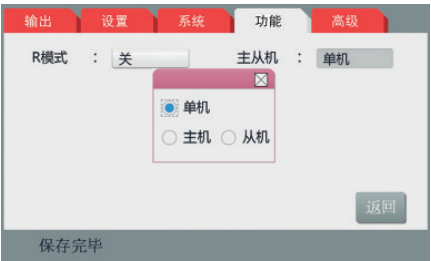 输出 设置 系统 功能 高级
R模式 : 关 主从机 : 单机
单机
主机 从机
返回
保存完毕